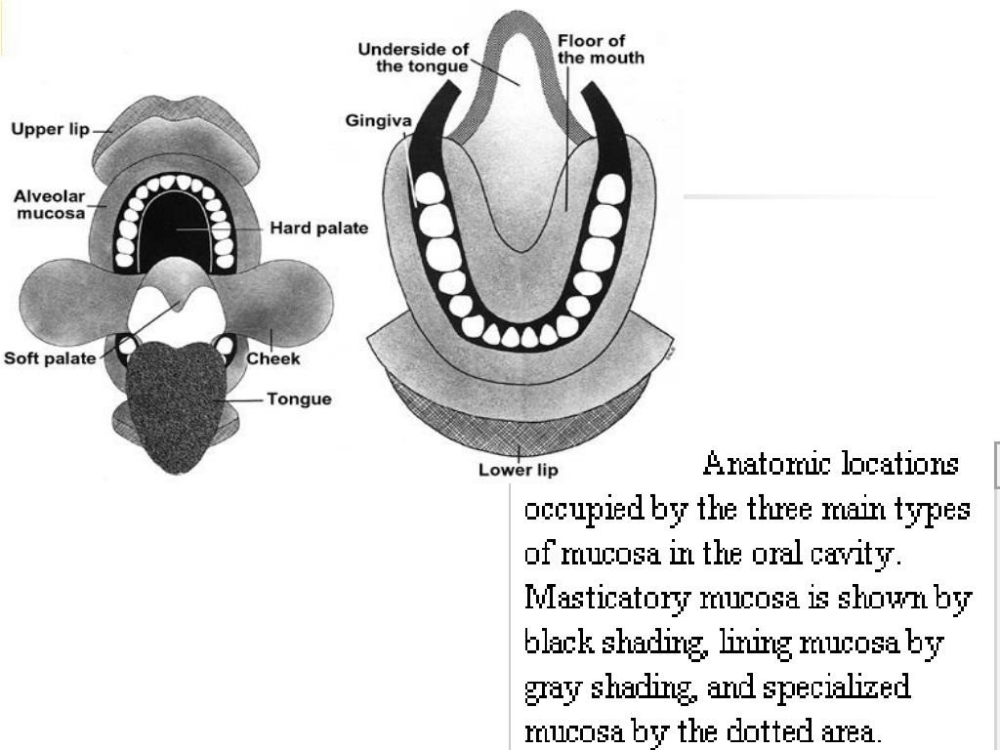 Underside of
the tongue
Floor of
the mouth
Gingiva
Upper lip
Alveolar
mucosa
Hard palate
Soft palate
Cheek
Tongue
Lower lip
Anatomic locations
occupied by the three main types
of mucosa in the oral cavity.
Masticatory mucosa is shown by
black shading, lining mucosa by
gray shading, and specialized
mucosa by the dotted area.